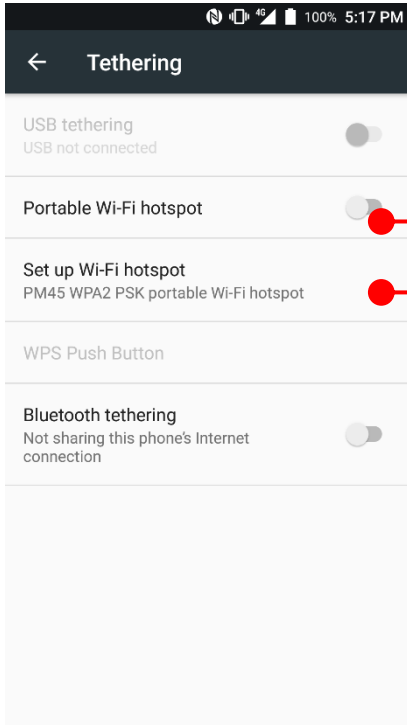 4G 100% 5:17 PM
Tethering
USB tethering
USB not connected
Portable Wi-Fi hotspot
Set up Wi-Fi hotspot
PM45 WPA2 PSK portable Wi-Fi hotspot
WPS Push Button
Bluetooth tethering
Not sharing this phone's Internet
connection